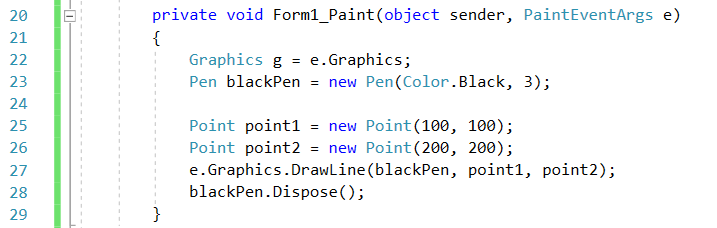 20 private void Form1_Paint(object sender, PaintEventArgs e)
21 {
22 Graphics g = e.Graphics;
23 Pen blackPen = new Pen(Color.Black, 3);
24
25 Point point1 = new Point(100, 100);
26 Point point2 = new Point(200, 200);
27 e.Graphics.DrawLine(blackPen, point1, point2);
28 blackPen.Dispose();
29 }